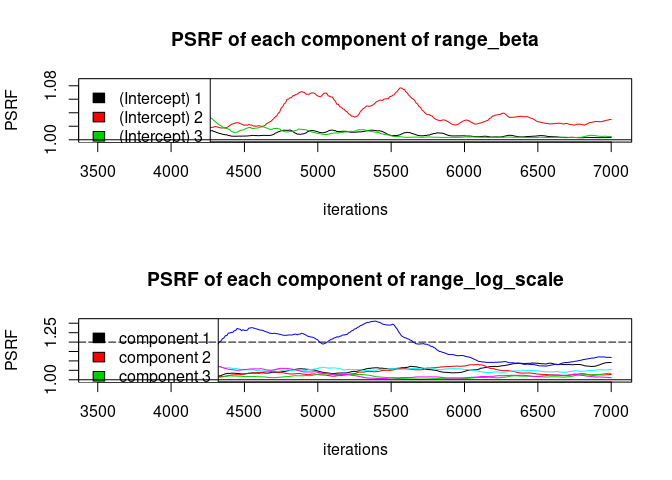 PSRF of each component of range_beta
PSRF
1.00
1.08
(Intercept) 1
(Intercept) 2
(Intercept) 3
3500 4000 4500 5000 5500 6000 6500 7000
iterations
PSRF of each component of range_log_scale
PSRF
1.00
1.25
component 1
component 2
component 3
3500 4000 4500 5000 5500 6000 6500 7000
iterations